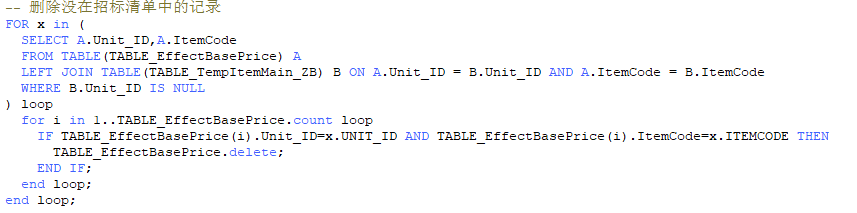 -- 删除没在招标清单中的记录
FOR x in (
  SELECT A.Unit_ID,A.ItemCode
  FROM TABLE(TABLE_EffectBasePrice) A
  LEFT JOIN TABLE(TABLE_TempItemMain_ZB) B ON A.Unit_ID = B.Unit_ID AND A.ItemCode = B.ItemCode
  WHERE B.Unit_ID IS NULL
) loop
  for i in 1..TABLE_EffectBasePrice.count loop
    IF TABLE_EffectBasePrice(i).Unit_ID=x.UNIT_ID AND TABLE_EffectBasePrice(i).ItemCode=x.ITEMCODE THEN
      TABLE_EffectBasePrice.delete;
    END IF;
  end loop;
end loop;